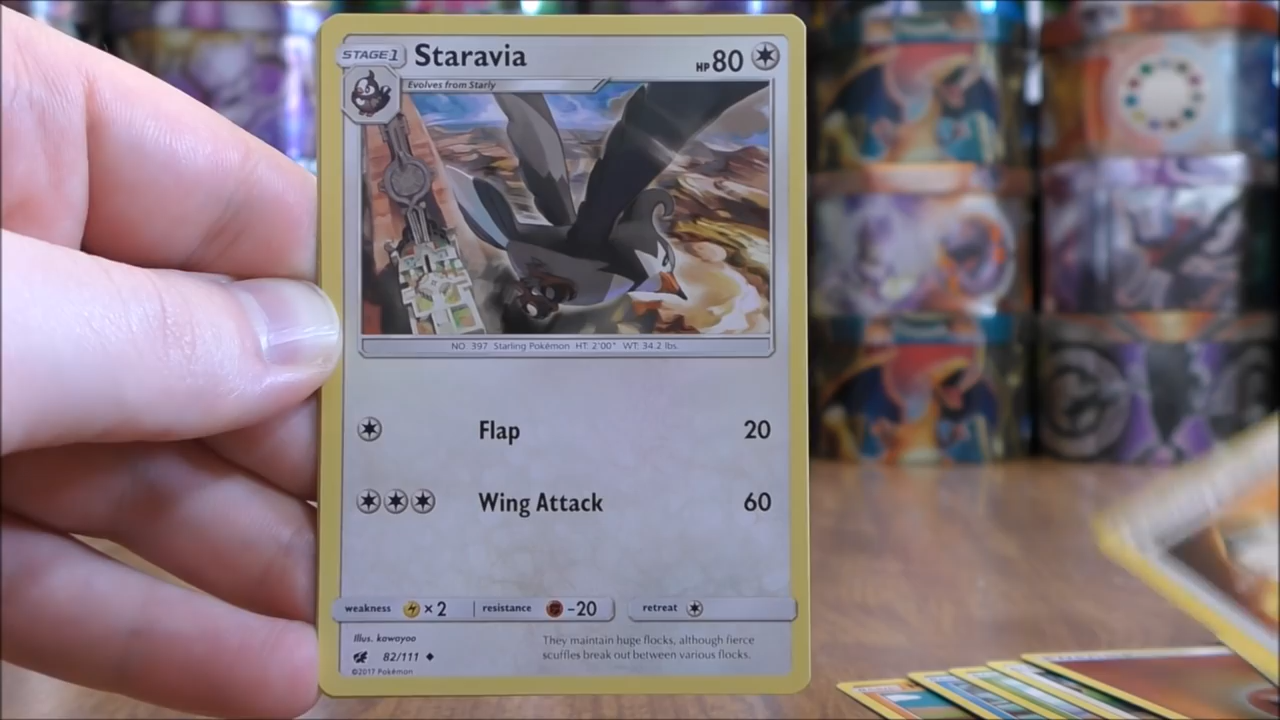 STAGE 1 Staravia HP 80
Evolves from Starly
NO. 397 Starling Pokémon HT: 2'00" WT: 34.2 lbs.
Flap 20
Wing Attack 60
weakness × 2 resistance -20 retreat
Illus. kawayoo
82/111
©2017 Pokémon
They maintain huge flocks, although fierce
scuffles break out between various flocks.